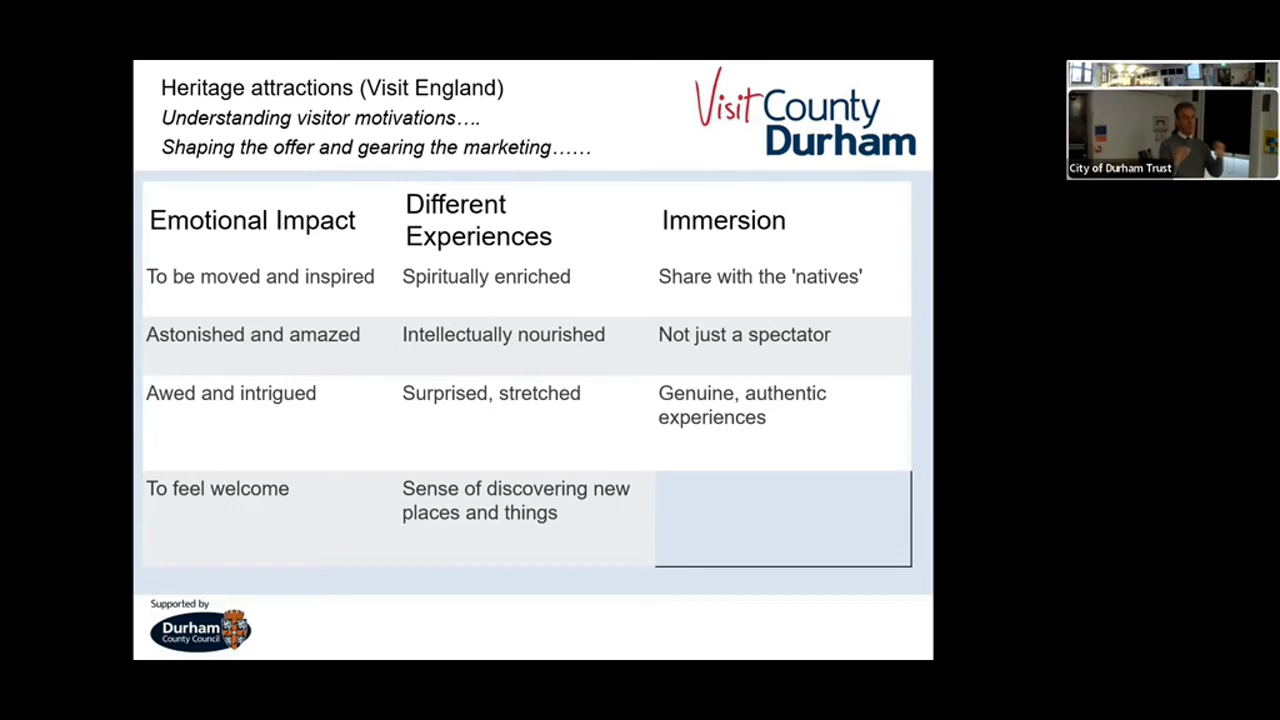 Heritage attractions (Visit England)
Understanding visitor motivations….
Shaping the offer and gearing the marketing……
Visit County
Durham
City of Durham Trust
Emotional Impact
Different
Experiences
Immersion
To be moved and inspired
Spiritually enriched
Share with the 'natives'
Astonished and amazed
Intellectually nourished
Not just a spectator
Awed and intrigued
Surprised, stretched
Genuine, authentic
experiences
To feel welcome
Sense of discovering new
places and things
Supported by
Durham
County Council